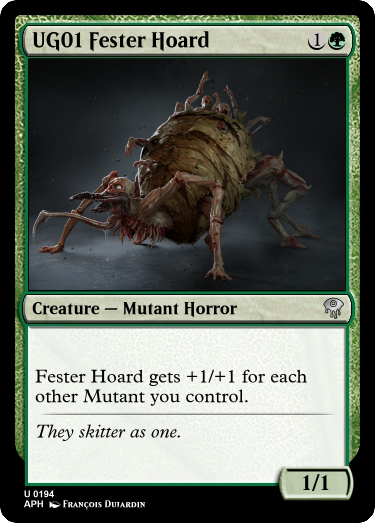 UG01 Fester Hoard 1
Creature — Mutant Horror
Fester Hoard gets +1/+1 for each
other Mutant you control.
They skitter as one.
1/1
U 0194
APH François Dujardin